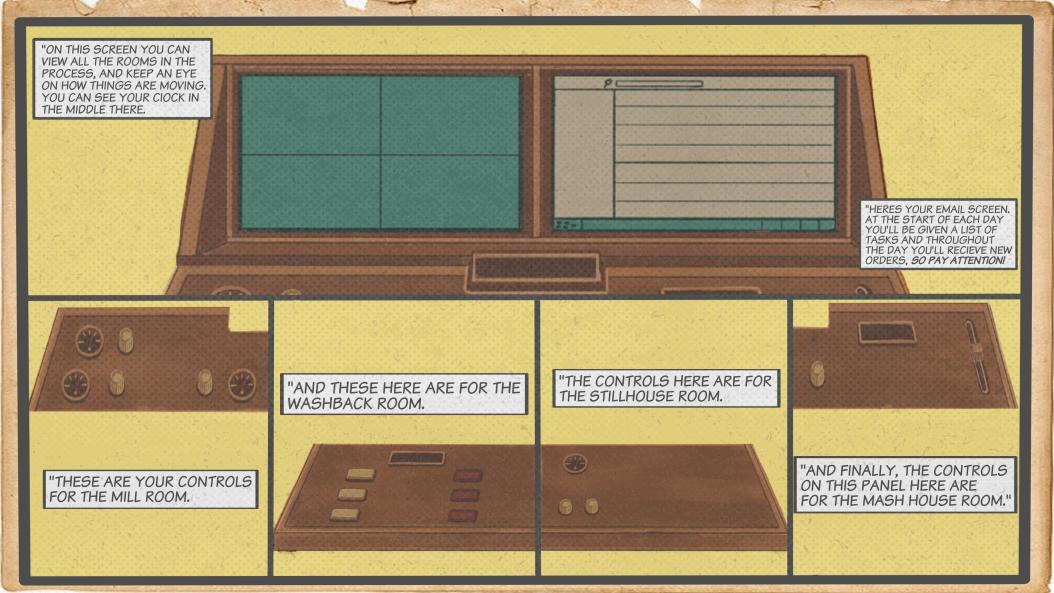 "ON THIS SCREEN YOU CAN
VIEW ALL THE ROOMS IN THE
PROCESS, AND KEEP AN EYE
ON HOW THINGS ARE MOVING.
YOU CAN SEE YOUR ClOCK IN
THE MIDDLE THERE.
"HERES YOUR EMAIL SCREEN.
AT THE START OF EACH DAY
YOU'LL BE GIVEN A LIST OF
TASKS AND THROUGHOUT
THE DAY YOU'LL RECIEVE NEW
ORDERS, SO PAY ATTENTION!
"THESE ARE YOUR CONTROLS
FOR THE MILL ROOM.
"AND THESE HERE ARE FOR THE
WASHBACK ROOM.
"THE CONTROLS HERE ARE FOR
THE STILLHOUSE ROOM.
"AND FINALLY, THE CONTROLS
ON THIS PANEL HERE ARE
FOR THE MASH HOUSE ROOM."